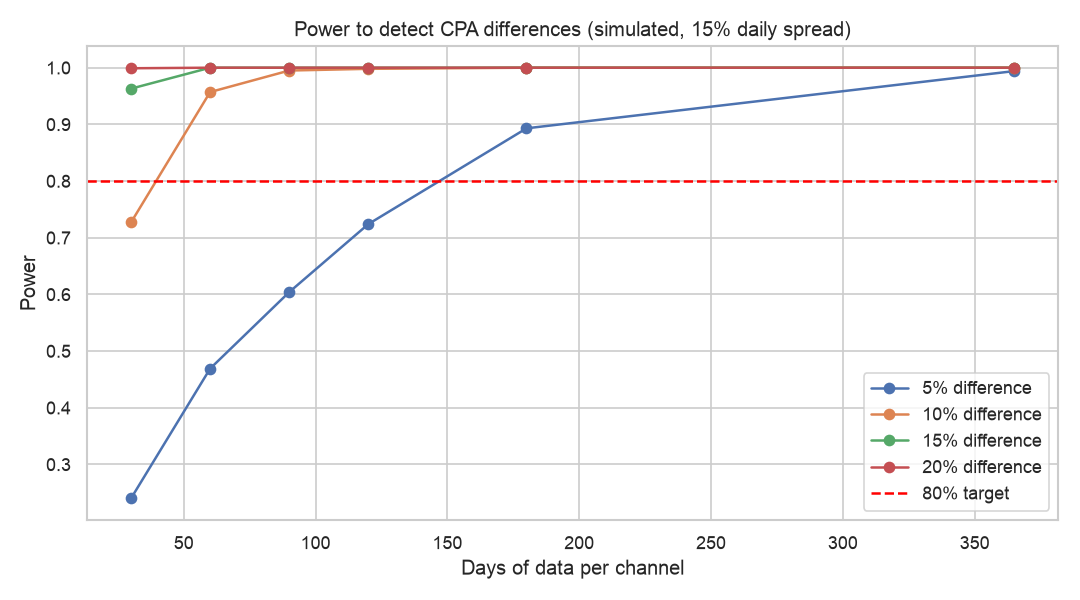 Power to detect CPA differences (simulated, 15% daily spread)
1.0
0.9
0.8
0.7
0.6
0.5
0.4
0.3
Power
50
100
150
200
250
300
350
Days of data per channel
5% difference
10% difference
15% difference
20% difference
80% target